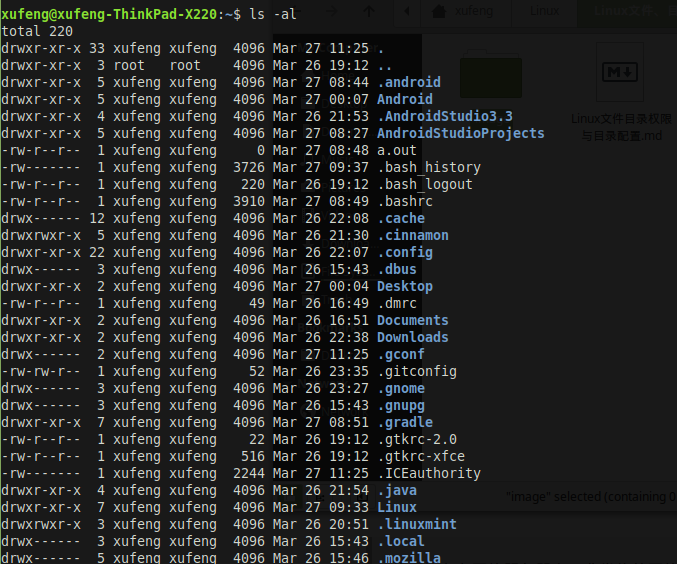 xufeng@xufeng-ThinkPad-X220:~$ ls -al
total 220
drwxr-xr-x 33 xufeng xufeng  4096 Mar 27 11:25 .
drwxr-xr-x  3 root   root    4096 Mar 26 19:12 ..
drwxr-xr-x  5 xufeng xufeng  4096 Mar 27 08:44 .android
drwxr-xr-x  5 xufeng xufeng  4096 Mar 27 00:07 Android
drwxr-xr-x  4 xufeng xufeng  4096 Mar 26 21:53 .AndroidStudio3.3
drwxr-xr-x  5 xufeng xufeng  4096 Mar 27 08:27 AndroidStudioProjects
-rw-r--r--  1 xufeng xufeng     0 Mar 27 08:48 a.out
-rw-------  1 xufeng xufeng  3726 Mar 27 09:37 .bash_history
-rw-r--r--  1 xufeng xufeng   220 Mar 26 19:12 .bash_logout
-rw-r--r--  1 xufeng xufeng  3910 Mar 27 08:49 .bashrc
drwx------ 12 xufeng xufeng  4096 Mar 26 22:08 .cache
drwxrwxr-x  5 xufeng xufeng  4096 Mar 26 21:30 .cinnamon
drwxr-xr-x 22 xufeng xufeng  4096 Mar 26 22:07 .config
drwx------  3 xufeng xufeng  4096 Mar 26 15:43 .dbus
drwxr-xr-x  2 xufeng xufeng  4096 Mar 27 00:04 Desktop
-rw-r--r--  1 xufeng xufeng    49 Mar 26 16:49 .dmrc
drwxr-xr-x  2 xufeng xufeng  4096 Mar 26 16:51 Documents
drwxr-xr-x  2 xufeng xufeng  4096 Mar 26 22:38 Downloads
drwx------  2 xufeng xufeng  4096 Mar 27 11:25 .gconf
-rw-rw-r--  1 xufeng xufeng    52 Mar 26 23:35 .gitconfig
drwx------  3 xufeng xufeng  4096 Mar 26 23:27 .gnome
drwx------  3 xufeng xufeng  4096 Mar 26 15:43 .gnupg
drwxr-xr-x  7 xufeng xufeng  4096 Mar 27 08:51 .gradle
-rw-r--r--  1 xufeng xufeng    22 Mar 26 19:12 .gtkrc-2.0
-rw-r--r--  1 xufeng xufeng   516 Mar 26 19:12 .gtkrc-xfce
-rw-------  1 xufeng xufeng  2244 Mar 27 11:25 .ICEauthority
drwxr-xr-x  4 xufeng xufeng  4096 Mar 26 21:54 .java
drwxr-xr-x  7 xufeng xufeng  4096 Mar 27 09:33 Linux
drwxrwxr-x  3 xufeng xufeng  4096 Mar 26 20:51 .linuxmint
drwx------  3 xufeng xufeng  4096 Mar 26 15:43 .local
drwx------  5 xufeng xufeng  4096 Mar 26 15:46 .mozilla
xufeng
Linux
Linux文件目录权限
与目录配置.md
"image" selected (containing 0